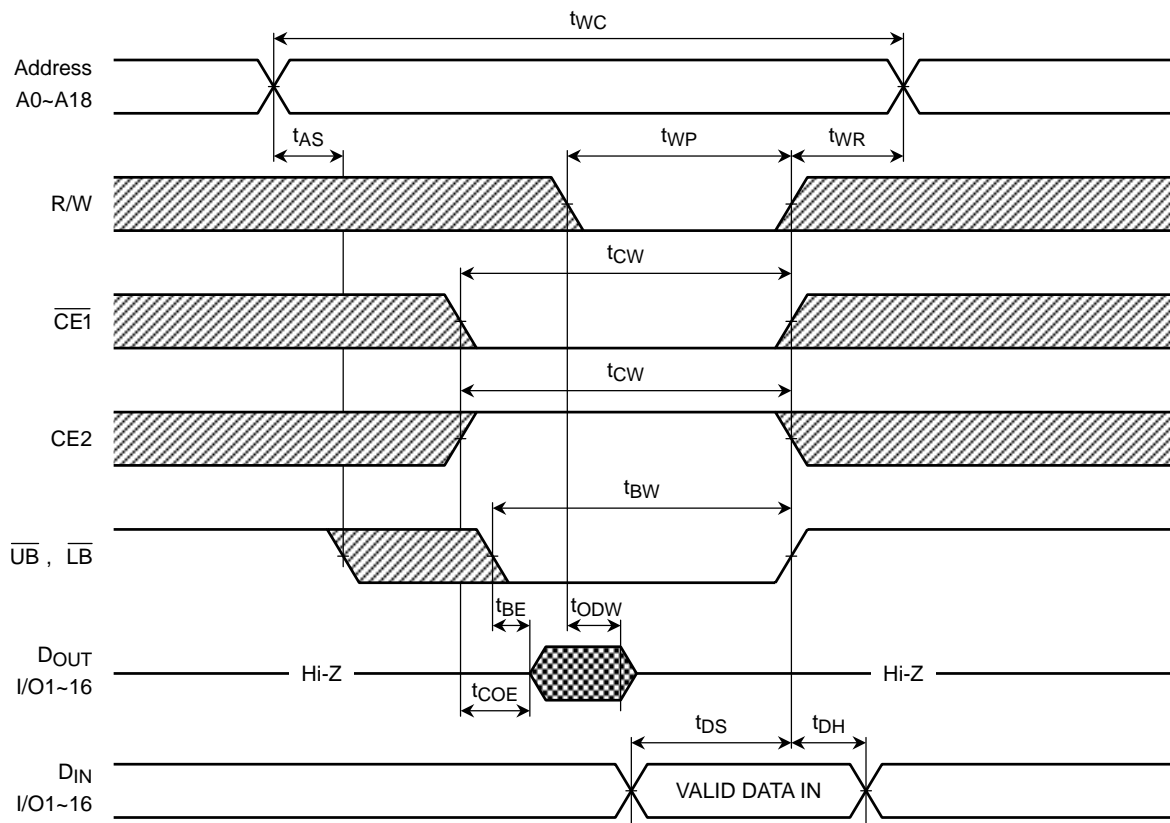 tWC
Address
A0~A18
tAS
tWP
tWR
R/W
tCW
CE1
tCW
CE2
tBW
UB , LB
tBE
tODW
DOUT
I/O1~16
Hi-Z
Hi-Z
tCOE
tDS
tDH
DIN
I/O1~16
VALID DATA IN